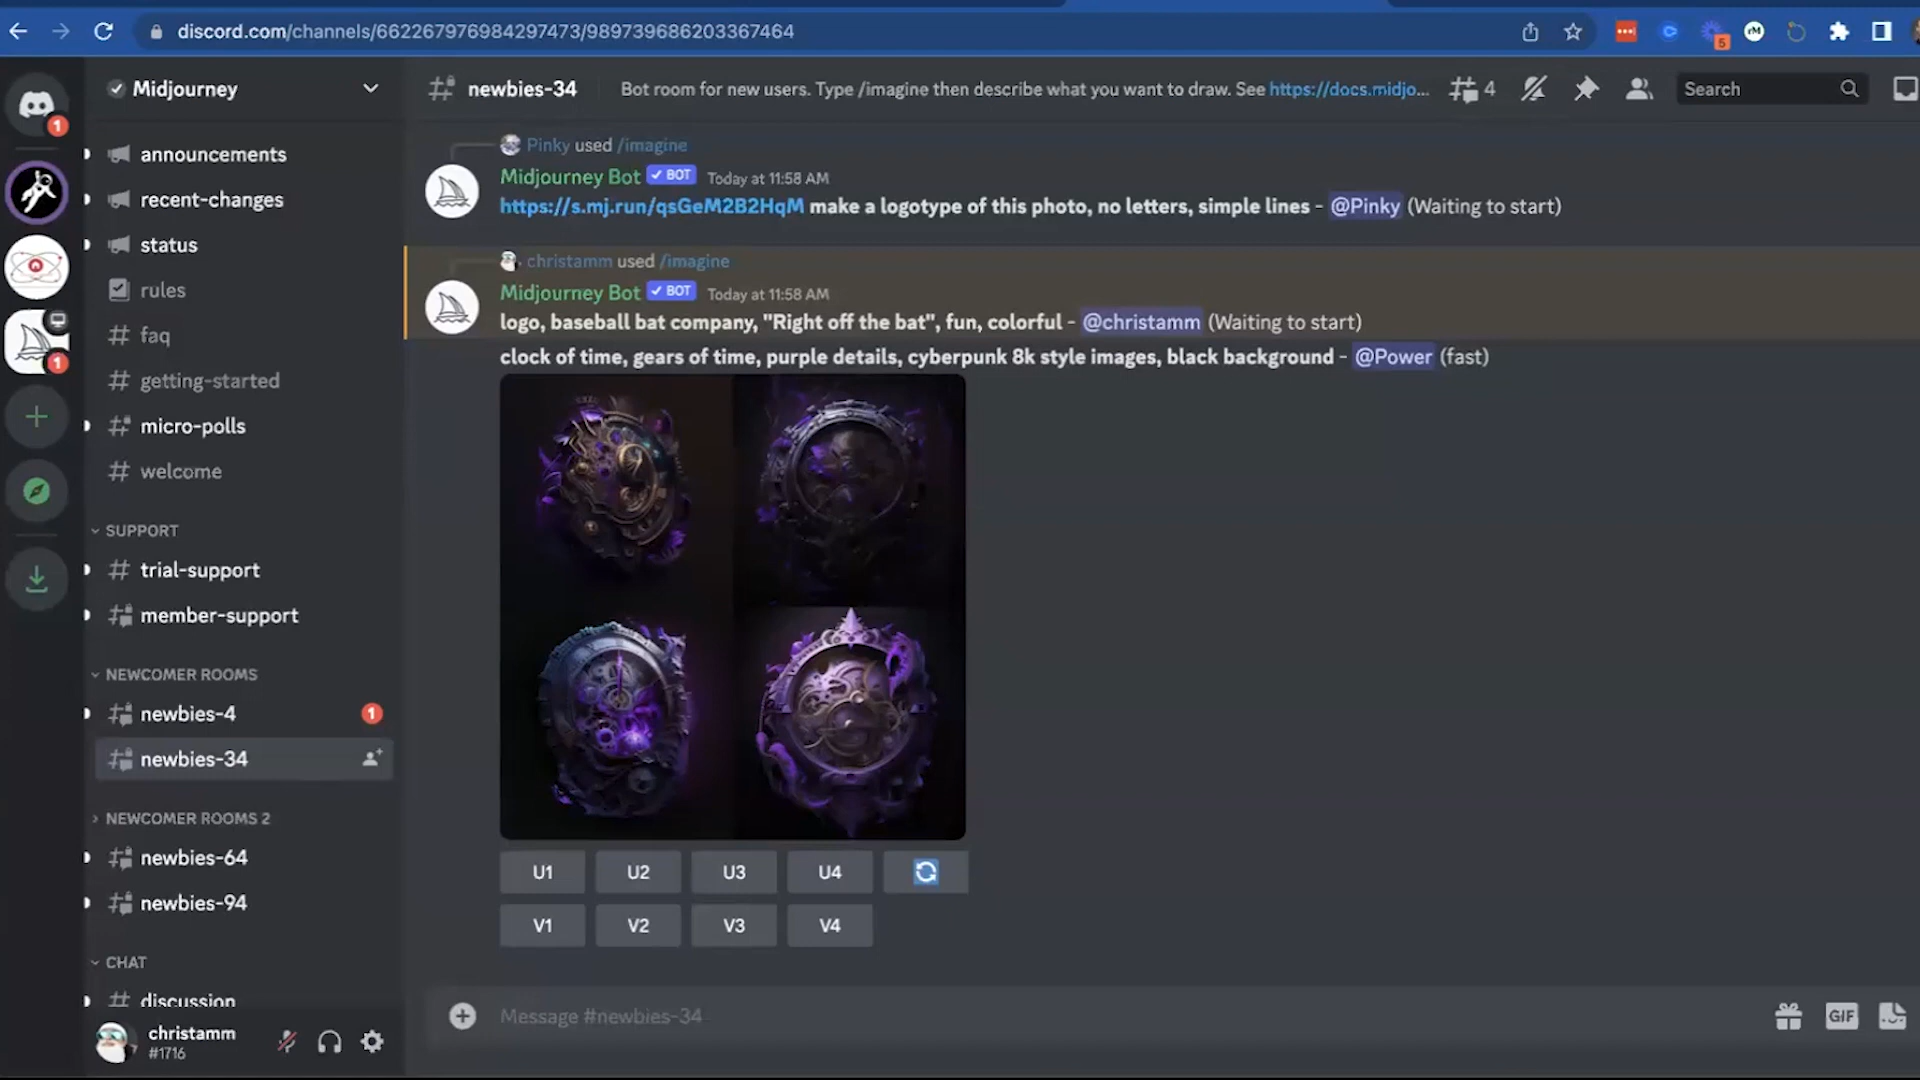 discord.com/channels/662267976984297473/989739686203367464
5
rM
1
1
Midjourney
announcements
recent-changes
status
rules
faq
getting-started
micro-polls
welcome
SUPPORT
trial-support
member-support
NEWCOMER ROOMS
newbies-4
1
newbies-34
NEWCOMER ROOMS 2
newbies-64
newbies-94
CHAT
discussion
christamm
#1716
newbies-34
Bot room for new users. Type /imagine then describe what you want to draw. See https://docs.midjo...
4
Search
Pinky used /imagine
Midjourney Bot BOT Today at 11:58 AM
https://s.mj.run/qsGeM2B2HqM make a logotype of this photo, no letters, simple lines - @Pinky (Waiting to start)
christamm used /imagine
Midjourney Bot BOT Today at 11:58 AM
logo, baseball bat company, "Right off the bat", fun, colorful - @christamm (Waiting to start)
clock of time, gears of time, purple details, cyberpunk 8k style images, black background - @Power (fast)
U1 U2 U3 U4
V1 V2 V3 V4
Message #newbies-34
GIF